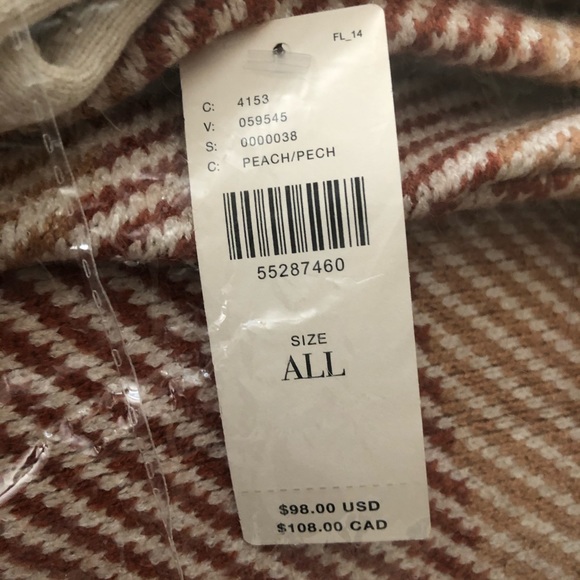 FL_14
C: 4153
V: 059545
S: 0000038
C: PEACH/PECH
55287460
SIZE
ALL
$98.00 USD
$108.00 CAD